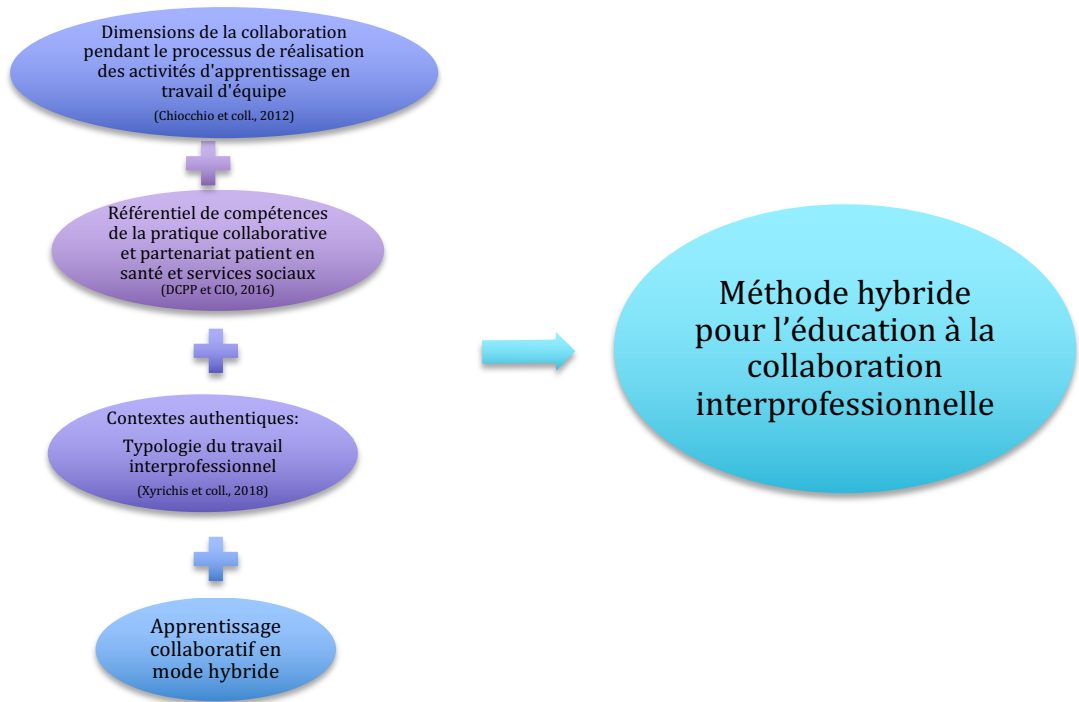 Dimensions de la collaboration
pendant le processus de réalisation
des activités d'apprentissage en
travail d'équipe
(Chiocchio et coll., 2012)
Référentiel de compétences
de la pratique collaborative
et partenariat patient en
santé et services sociaux
(DCPP et CIO, 2016)
Contextes authentiques:
Typologie du travail
interprofessionnel
(Xyrichis et coll., 2018)
Apprentissage
collaboratif en
mode hybride
Méthode hybride
pour l’éducation à la
collaboration
interprofessionnelle